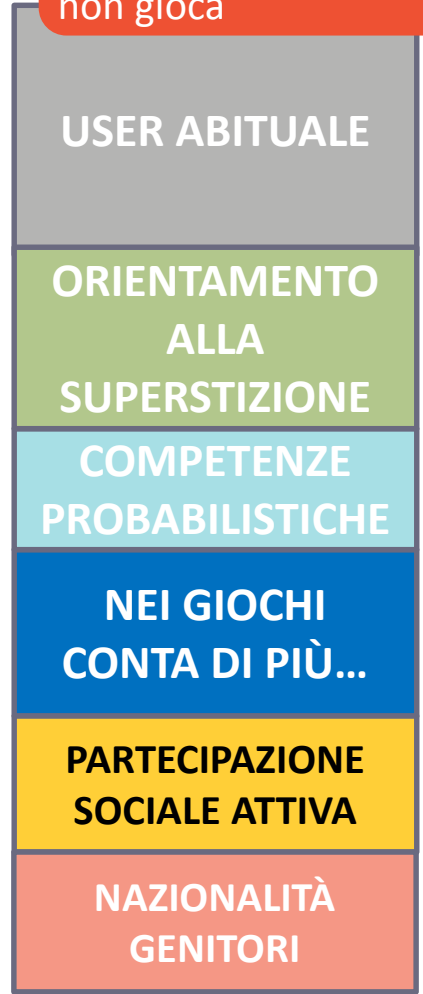 non gioca
USER ABITUALE
ORIENTAMENTO
ALLA
SUPERSTIZIONE
COMPETENZE
PROBABILISTICHE
NEI GIOCHI
CONTA DI PIÙ…
PARTECIPAZIONE
SOCIALE ATTIVA
NAZIONALITÀ
GENITORI